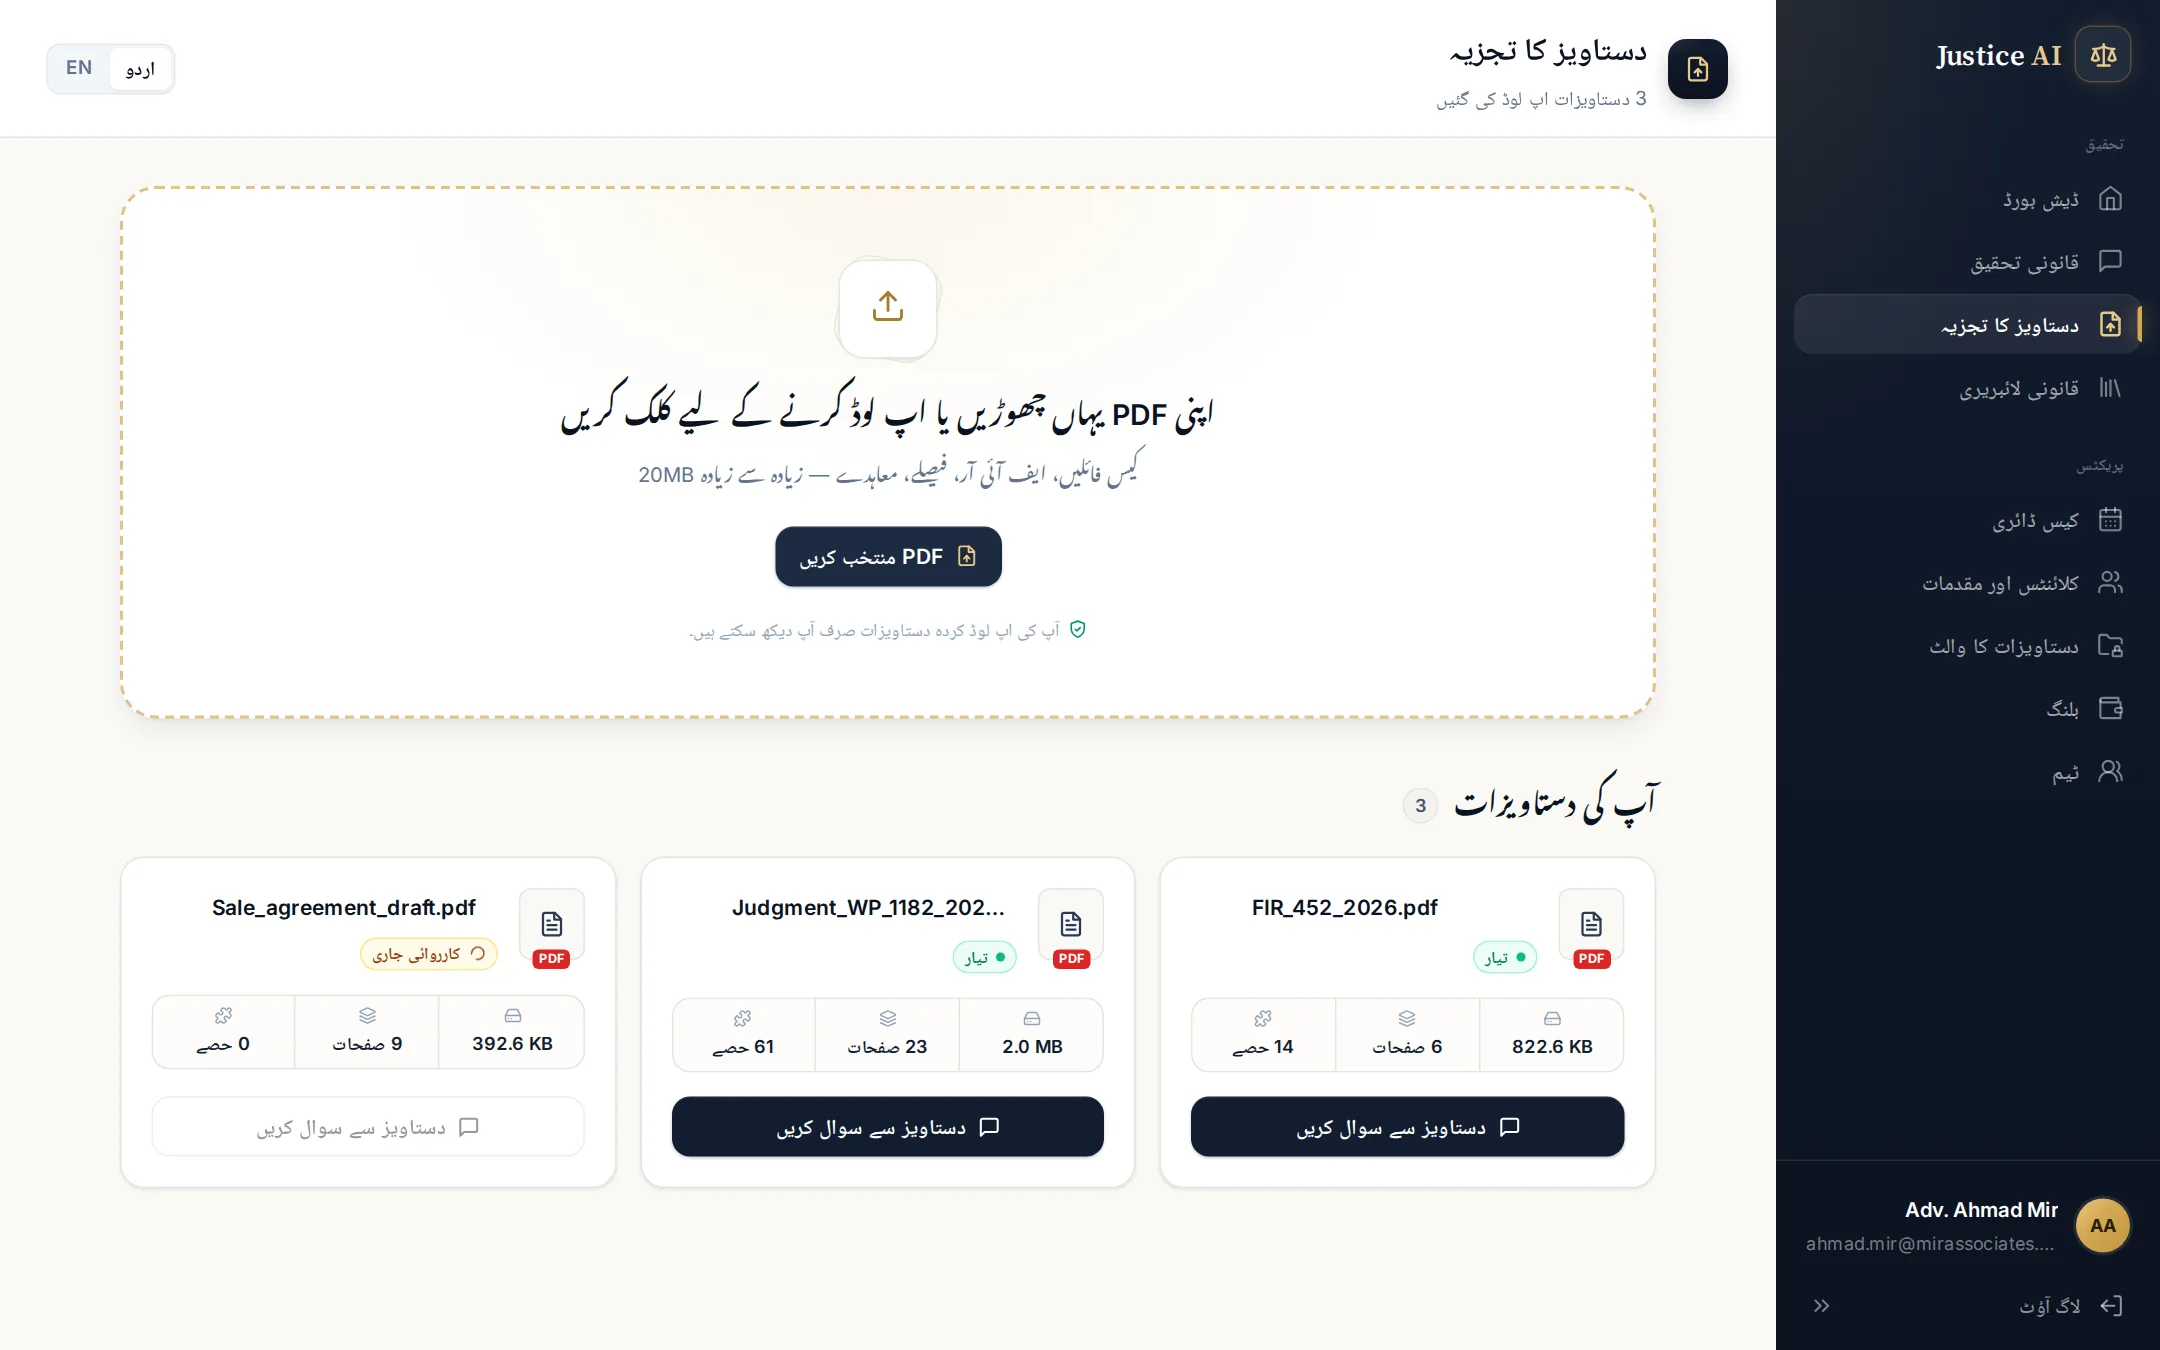 Justice AI
تحقیق
ڈیش بورڈ
قانونی تحقیق
دستاویز کا تجزیہ
قانونی لائبریری
پریکٹس
کیس ڈائری
کلائنٹس اور مقدمات
دستاویزات کا والٹ
بلنگ
ٹیم
Adv. Ahmad Mir
AA
ahmad.mir@mirassociates....
لاگ آؤٹ
دستاویز کا تجزیہ
3 دستاویزات اپ لوڈ کی گئیں
اردو
EN
اپنی PDF یہاں چھوڑیں یا اپ لوڈ کرنے کے لیے کلک کریں
کیس فائلیں، ایف آئی آر، فیصلے، معاہدے — زیادہ سے زیادہ 20MB
PDF منتخب کریں
آپ کی اپ لوڈ کردہ دستاویزات صرف آپ دیکھ سکتے ہیں۔
آپ کی دستاویزات 3
FIR_452_2026.pdf
تیار
PDF
822.6 KB
6 صفحات
14 حصے
دستاویز سے سوال کریں
Judgment_WP_1182_202...
تیار
PDF
2.0 MB
23 صفحات
61 حصے
دستاویز سے سوال کریں
Sale_agreement_draft.pdf
کارروائی جاری
PDF
392.6 KB
9 صفحات
0 حصے
دستاویز سے سوال کریں